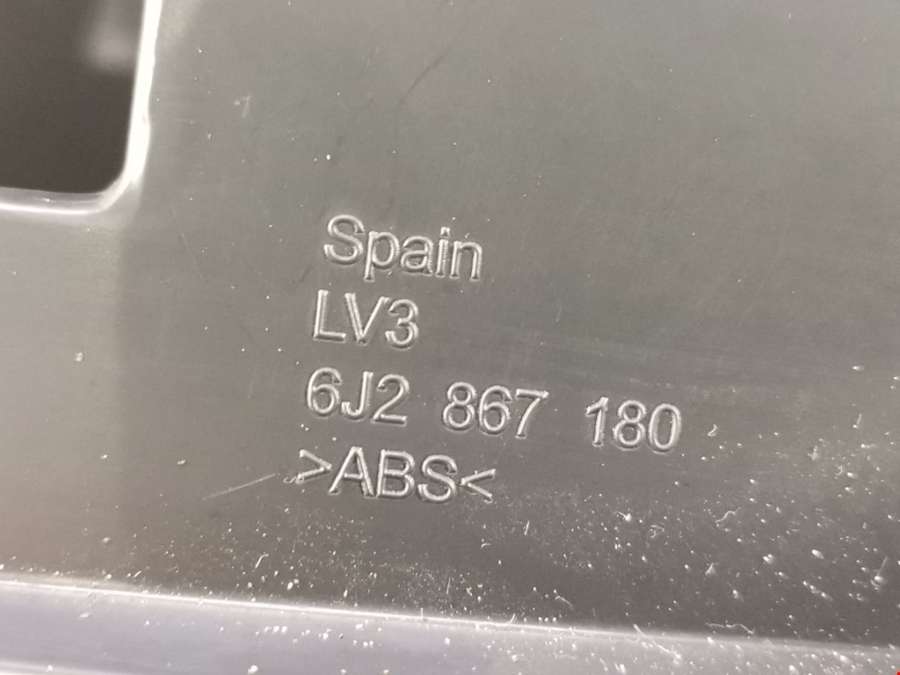 Spain
LV3
6J2 867 180
>ABS<